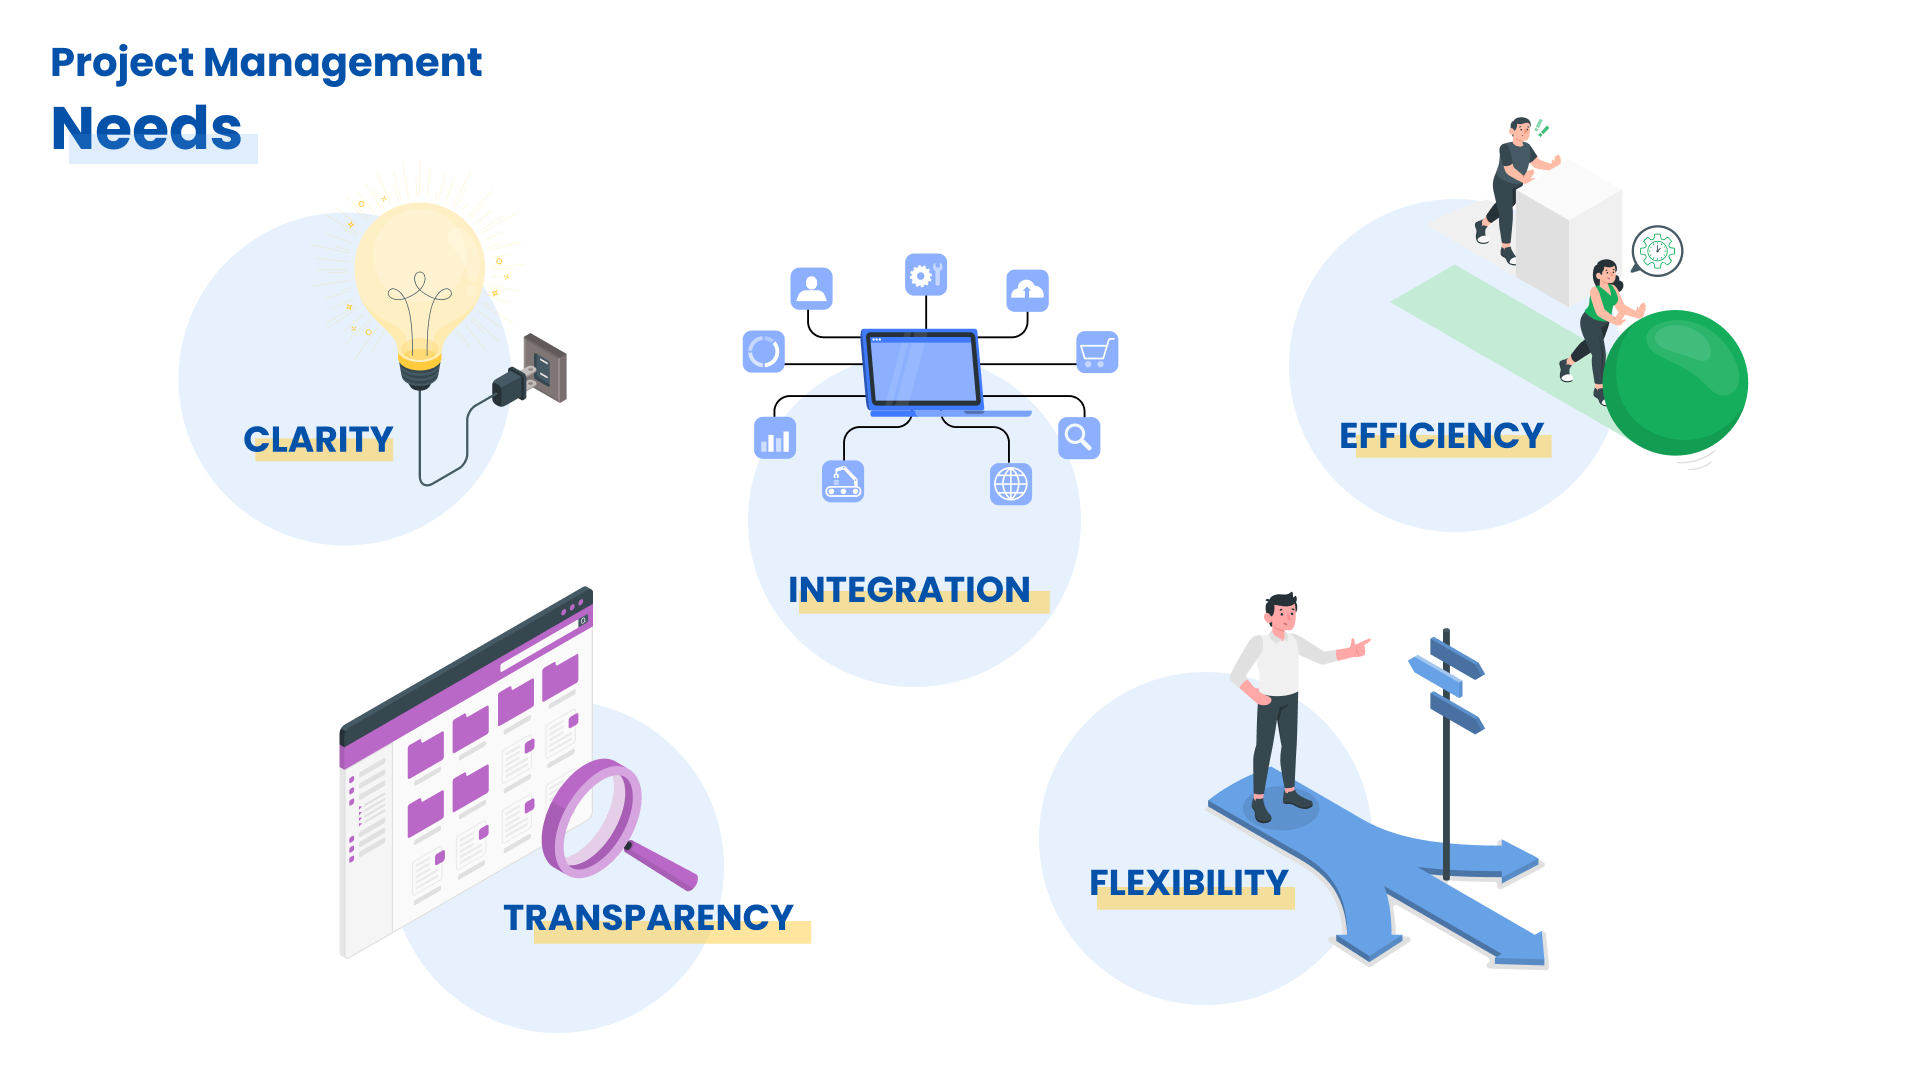 Project Management
Needs
CLARITY
INTEGRATION
EFFICIENCY
TRANSPARENCY
FLEXIBILITY